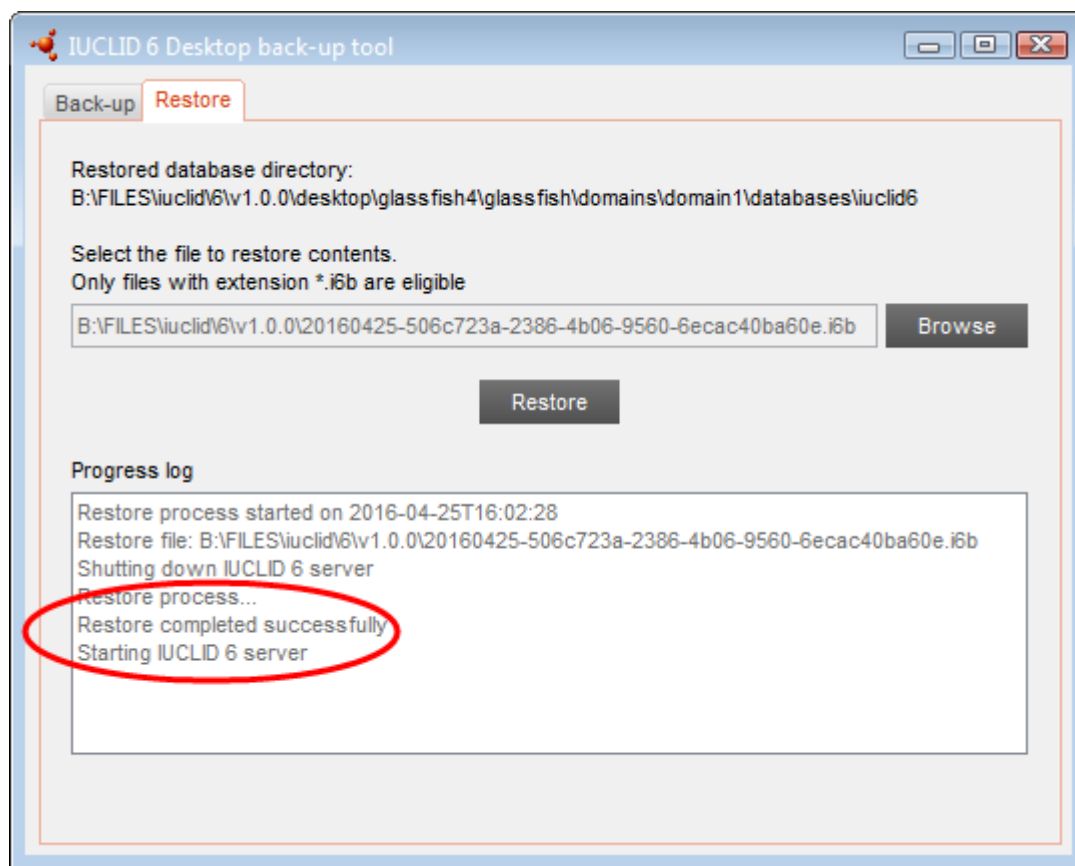 IUCLID 6 Desktop back-up tool
Back-up
Restore
Restored database directory:
B:\FILES\iuclid\6\v1.0.0\desktop\glassfish4\glassfish\domains\domain1\databases\iuclid6
Select the file to restore contents.
Only files with extension *.i6b are eligible
B:\FILES\iuclid\6\v1.0.0\20160425-506c723a-2386-4b06-9560-6ecac40ba60e.i6b
Browse
Restore
Progress log
Restore process started on 2016-04-25T16:02:28
Restore file: B:\FILES\iuclid\6\v1.0.0\20160425-506c723a-2386-4b06-9560-6ecac40ba60e.i6b
Shutting down IUCLID 6 server
Restore process...
Restore completed successfully
Starting IUCLID 6 server